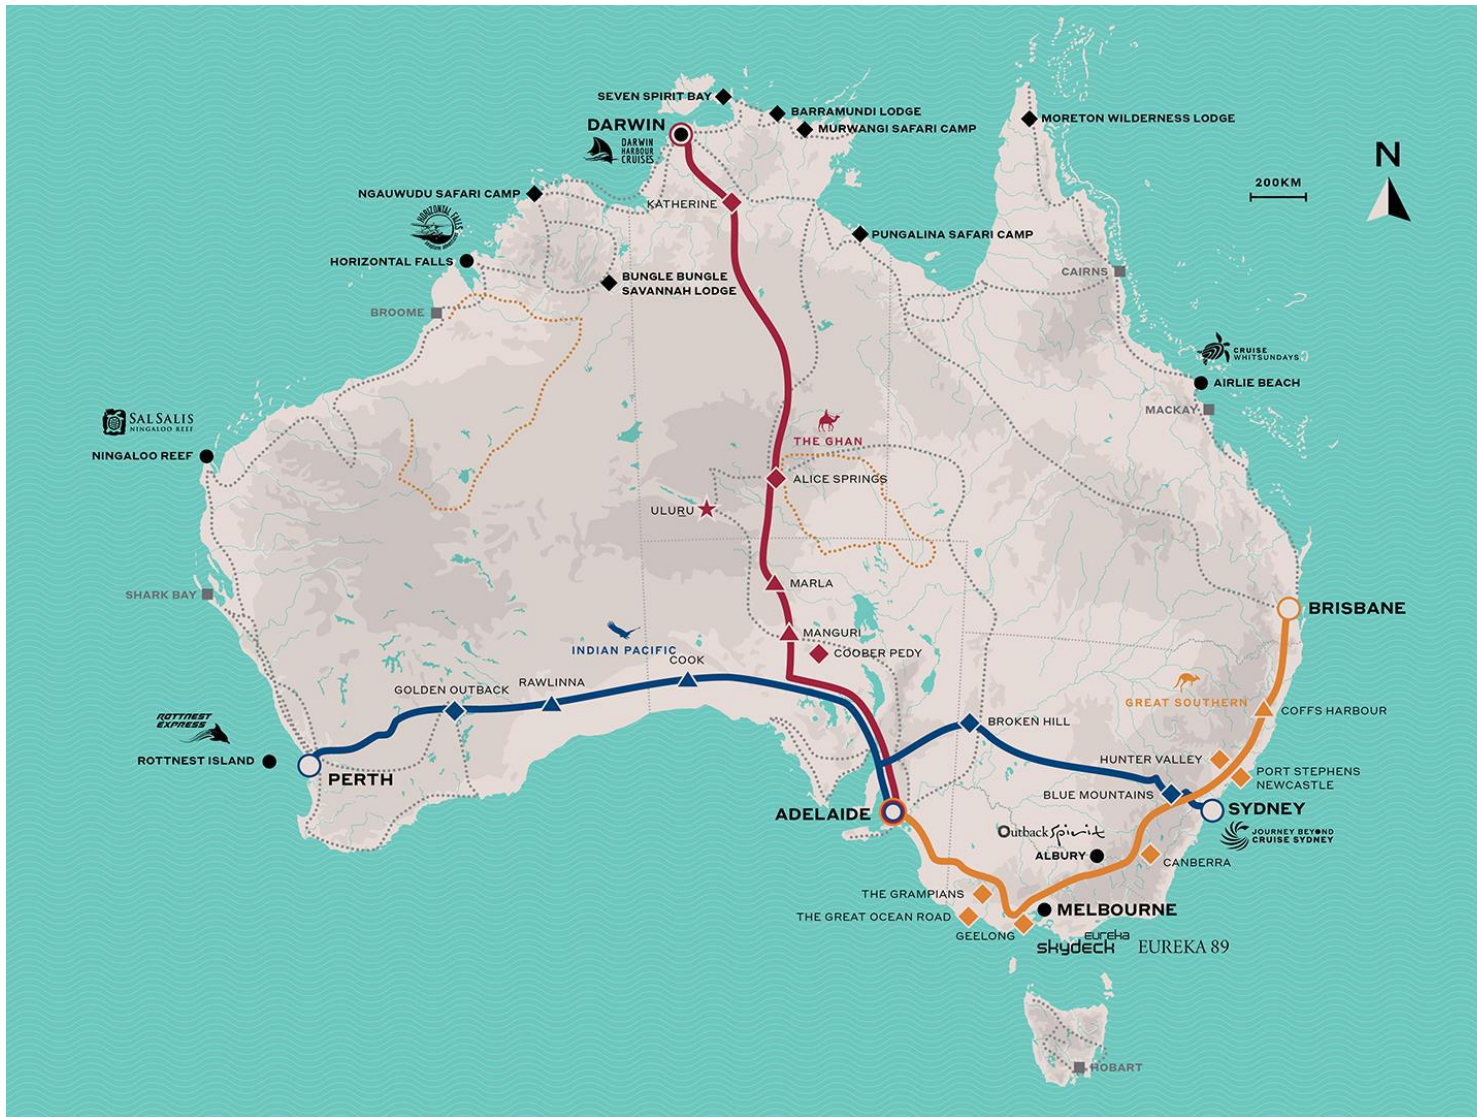 SEVEN SPIRIT BAY
BARRAMUNDI LODGE
MURWANGI SAFARI CAMP
MORETON WILDERNESS LODGE
DARWIN
DARWIN
HARBOUR
CRUISES
N
200KM
NGAUWUDU SAFARI CAMP
KATHERINE
HORIZONTAL FALLS
PUNGALINA SAFARI CAMP
HORIZONTAL FALLS
BUNGLE BUNGLE
SAVANNAH LODGE
CAIRNS
BROOME
CRUISE
WHITSUNDAYS
AIRLIE BEACH
MACKAY
SAL SALIS
NINGALOO REEF
NINGALOO REEF
THE GHAN
ALICE SPRINGS
ULURU
MARLA
SHARK BAY
BRISBANE
MANGURI
COOBER PEDY
INDIAN PACIFIC
COOK
RAWLINNA
GOLDEN OUTBACK
GREAT SOUTHERN
COFFS HARBOUR
BROKEN HILL
ROTTNEST
EXPRESS
ROTTNEST ISLAND
PERTH
HUNTER VALLEY
PORT STEPHENS
NEWCASTLE
BLUE MOUNTAINS
ADELAIDE
SYDNEY
JOURNEY BEYOND
CRUISE SYDNEY
Outback Spirit
ALBURY
CANBERRA
THE GRAMPIANS
THE GREAT OCEAN ROAD
MELBOURNE
GEELONG
eureka
skydeck
EUREKA 89
HOBART